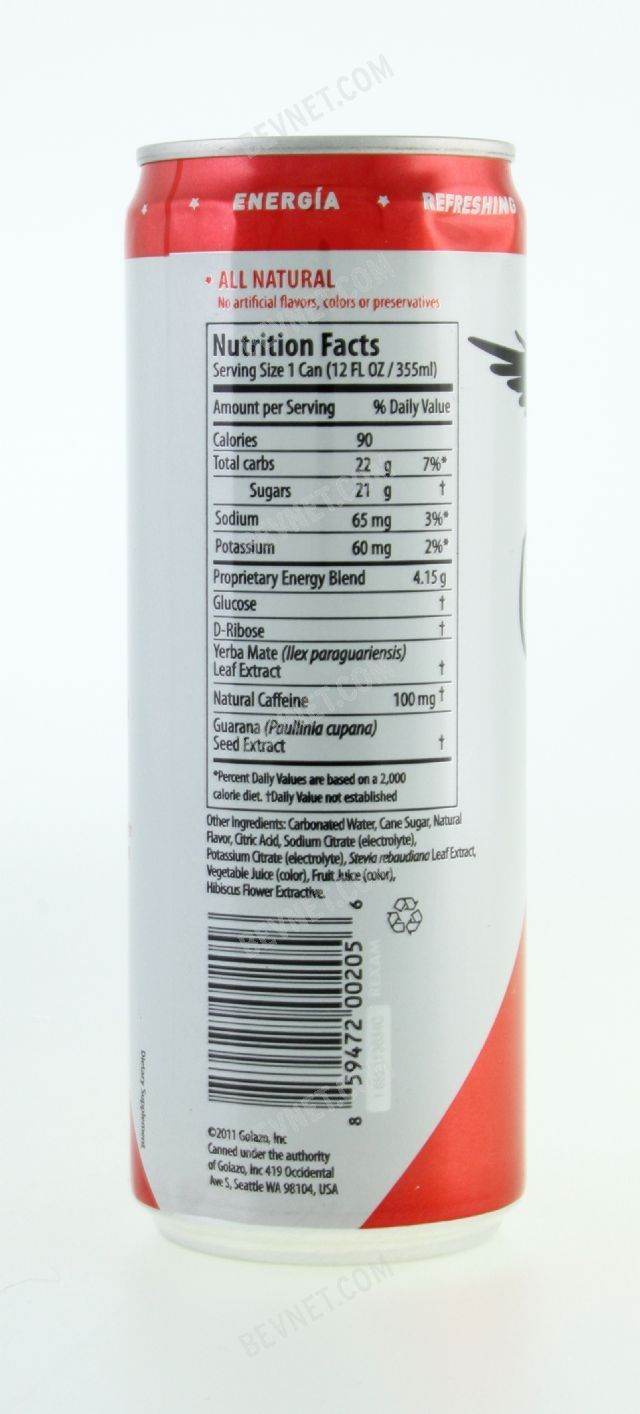 BEVNET.COM
ENERGÍA
REFRESHING
• ALL NATURAL
No artificial flavors, colors or preservatives
Nutrition Facts
Serving Size 1 Can (12 FL OZ / 355ml)
Amount per Serving % Daily Value
Calories 90
Total carbs 22 g 7%*
Sugars 21 g †
Sodium 65 mg 3%*
Potassium 60 mg 2%*
Proprietary Energy Blend 4.15 g
Glucose †
D-Ribose †
Yerba Mate (Ilex paraguariensis)
Leaf Extract †
Natural Caffeine 100 mg †
Guarana (Paullinia cupana)
Seed Extract †
*Percent Daily Values are based on a 2,000
calorie diet. †Daily Value not established
Other Ingredients: Carbonated Water, Cane Sugar, Natural
Flavor, Citric Acid, Sodium Citrate (electrolyte),
Potassium Citrate (electrolyte), Stevia rebaudiana Leaf Extract,
Vegetable Juice (color), Fruit Juice (color),
Hibiscus Flower Extractive.
8 59472 00205 6
REXAM
Dietary Supplement
©2011 Golazo, Inc
Canned under the authority
of Golazo, Inc 419 Occidental
Ave S, Seattle WA 98104, USA
BEVNET.COM